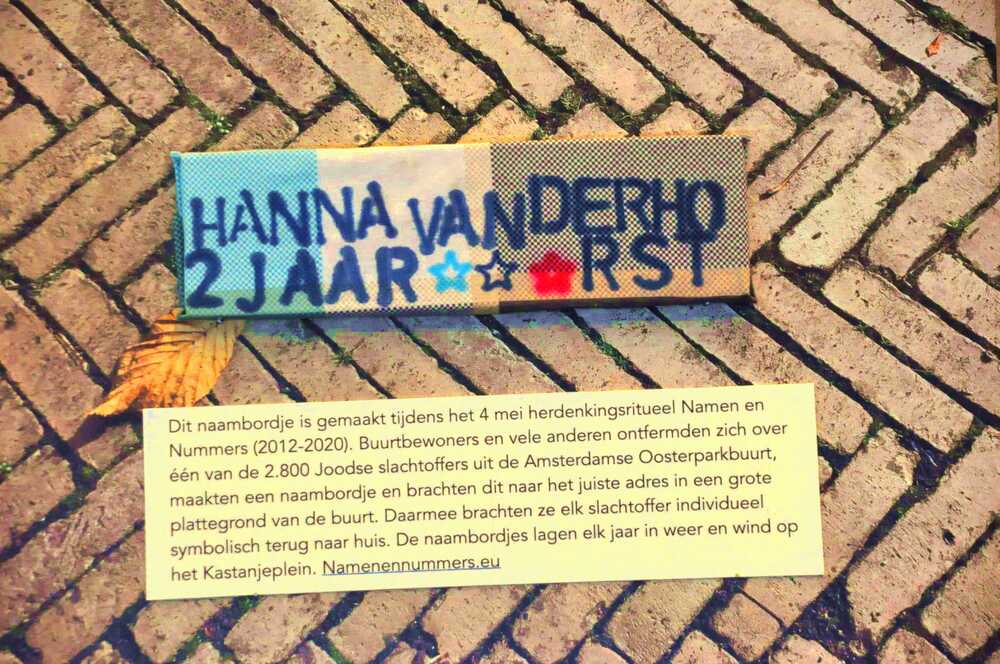 HANNA VANDERHO
2 JAAR RST
Dit naambordje is gemaakt tijdens het 4 mei herdenkingsritueel Namen en
Nummers (2012-2020). Buurtbewoners en vele anderen ontfermden zich over
één van de 2.800 Joodse slachtoffers uit de Amsterdamse Oosterparkbuurt,
maakten een naambordje en brachten dit naar het juiste adres in een grote
plattegrond van de buurt. Daarmee brachten ze elk slachtoffer individueel
symbolisch terug naar huis. De naambordjes lagen elk jaar in weer en wind op
het Kastanjeplein. Namenennummers.eu